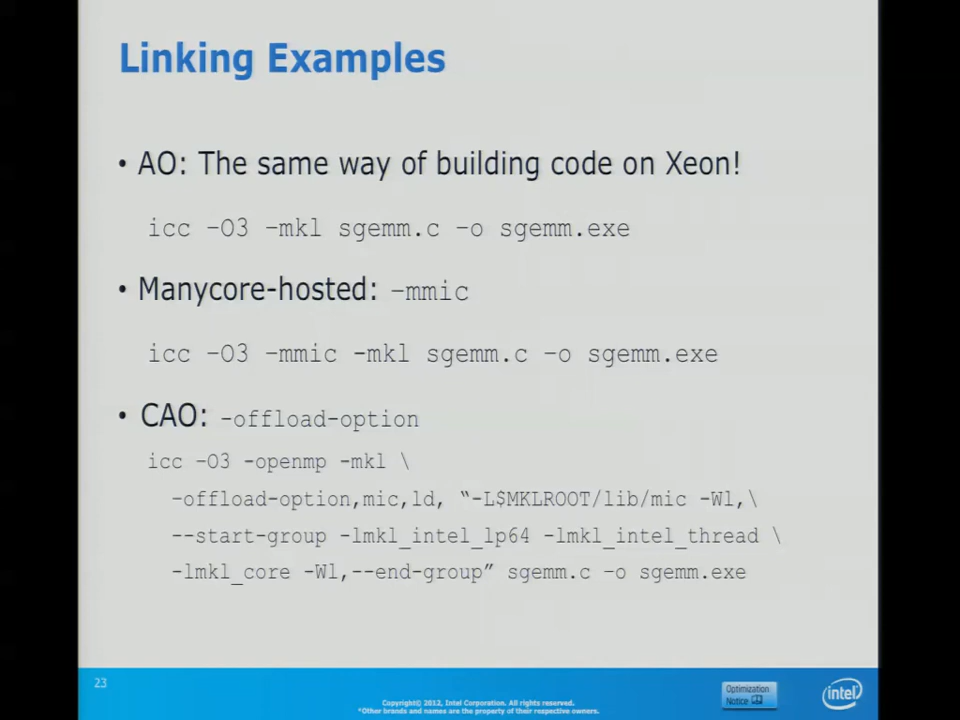 Linking Examples
• AO: The same way of building code on Xeon!
icc –O3 –mkl sgemm.c –o sgemm.exe
• Manycore-hosted: –mmic
icc –O3 –mmic -mkl sgemm.c –o sgemm.exe
• CAO: -offload-option
icc –O3 -openmp -mkl \
-offload-option,mic,ld, “-L$MKLROOT/lib/mic -Wl,\
--start-group -lmkl_intel_lp64 -lmkl_intel_thread \
-lmkl_core -Wl,--end-group” sgemm.c –o sgemm.exe
23
Copyright© 2012, Intel Corporation. All rights reserved.
*Other brands and names are the property of their respective owners.
Optimization
Notice
intel